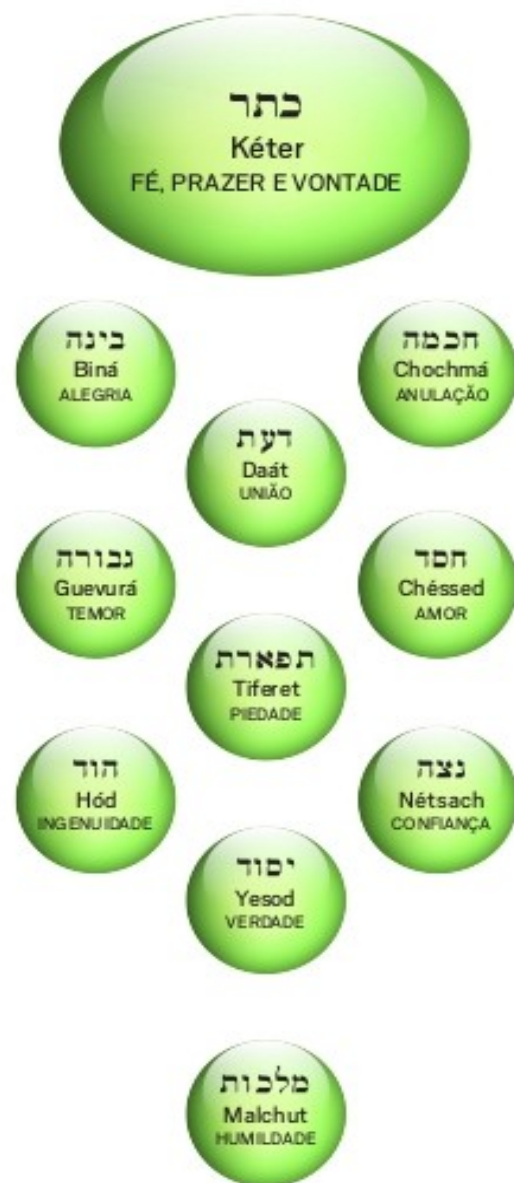 כתר
Kéter
FÉ, PRAZER E VONTADE
בינה
Biná
ALEGRIA
חכמה
Chochmá
ANULAÇÃO
דעת
Daát
UNIÃO
גבורה
Guevurá
TEMOR
חסד
Chéssed
AMOR
תפארת
Tiferet
PIEDADE
הוד
Hód
INGENUIDADE
נצה
Nétsach
CONFIANÇA
יסוד
Yesod
VERDADE
מלכות
Malchut
HUMILDADE